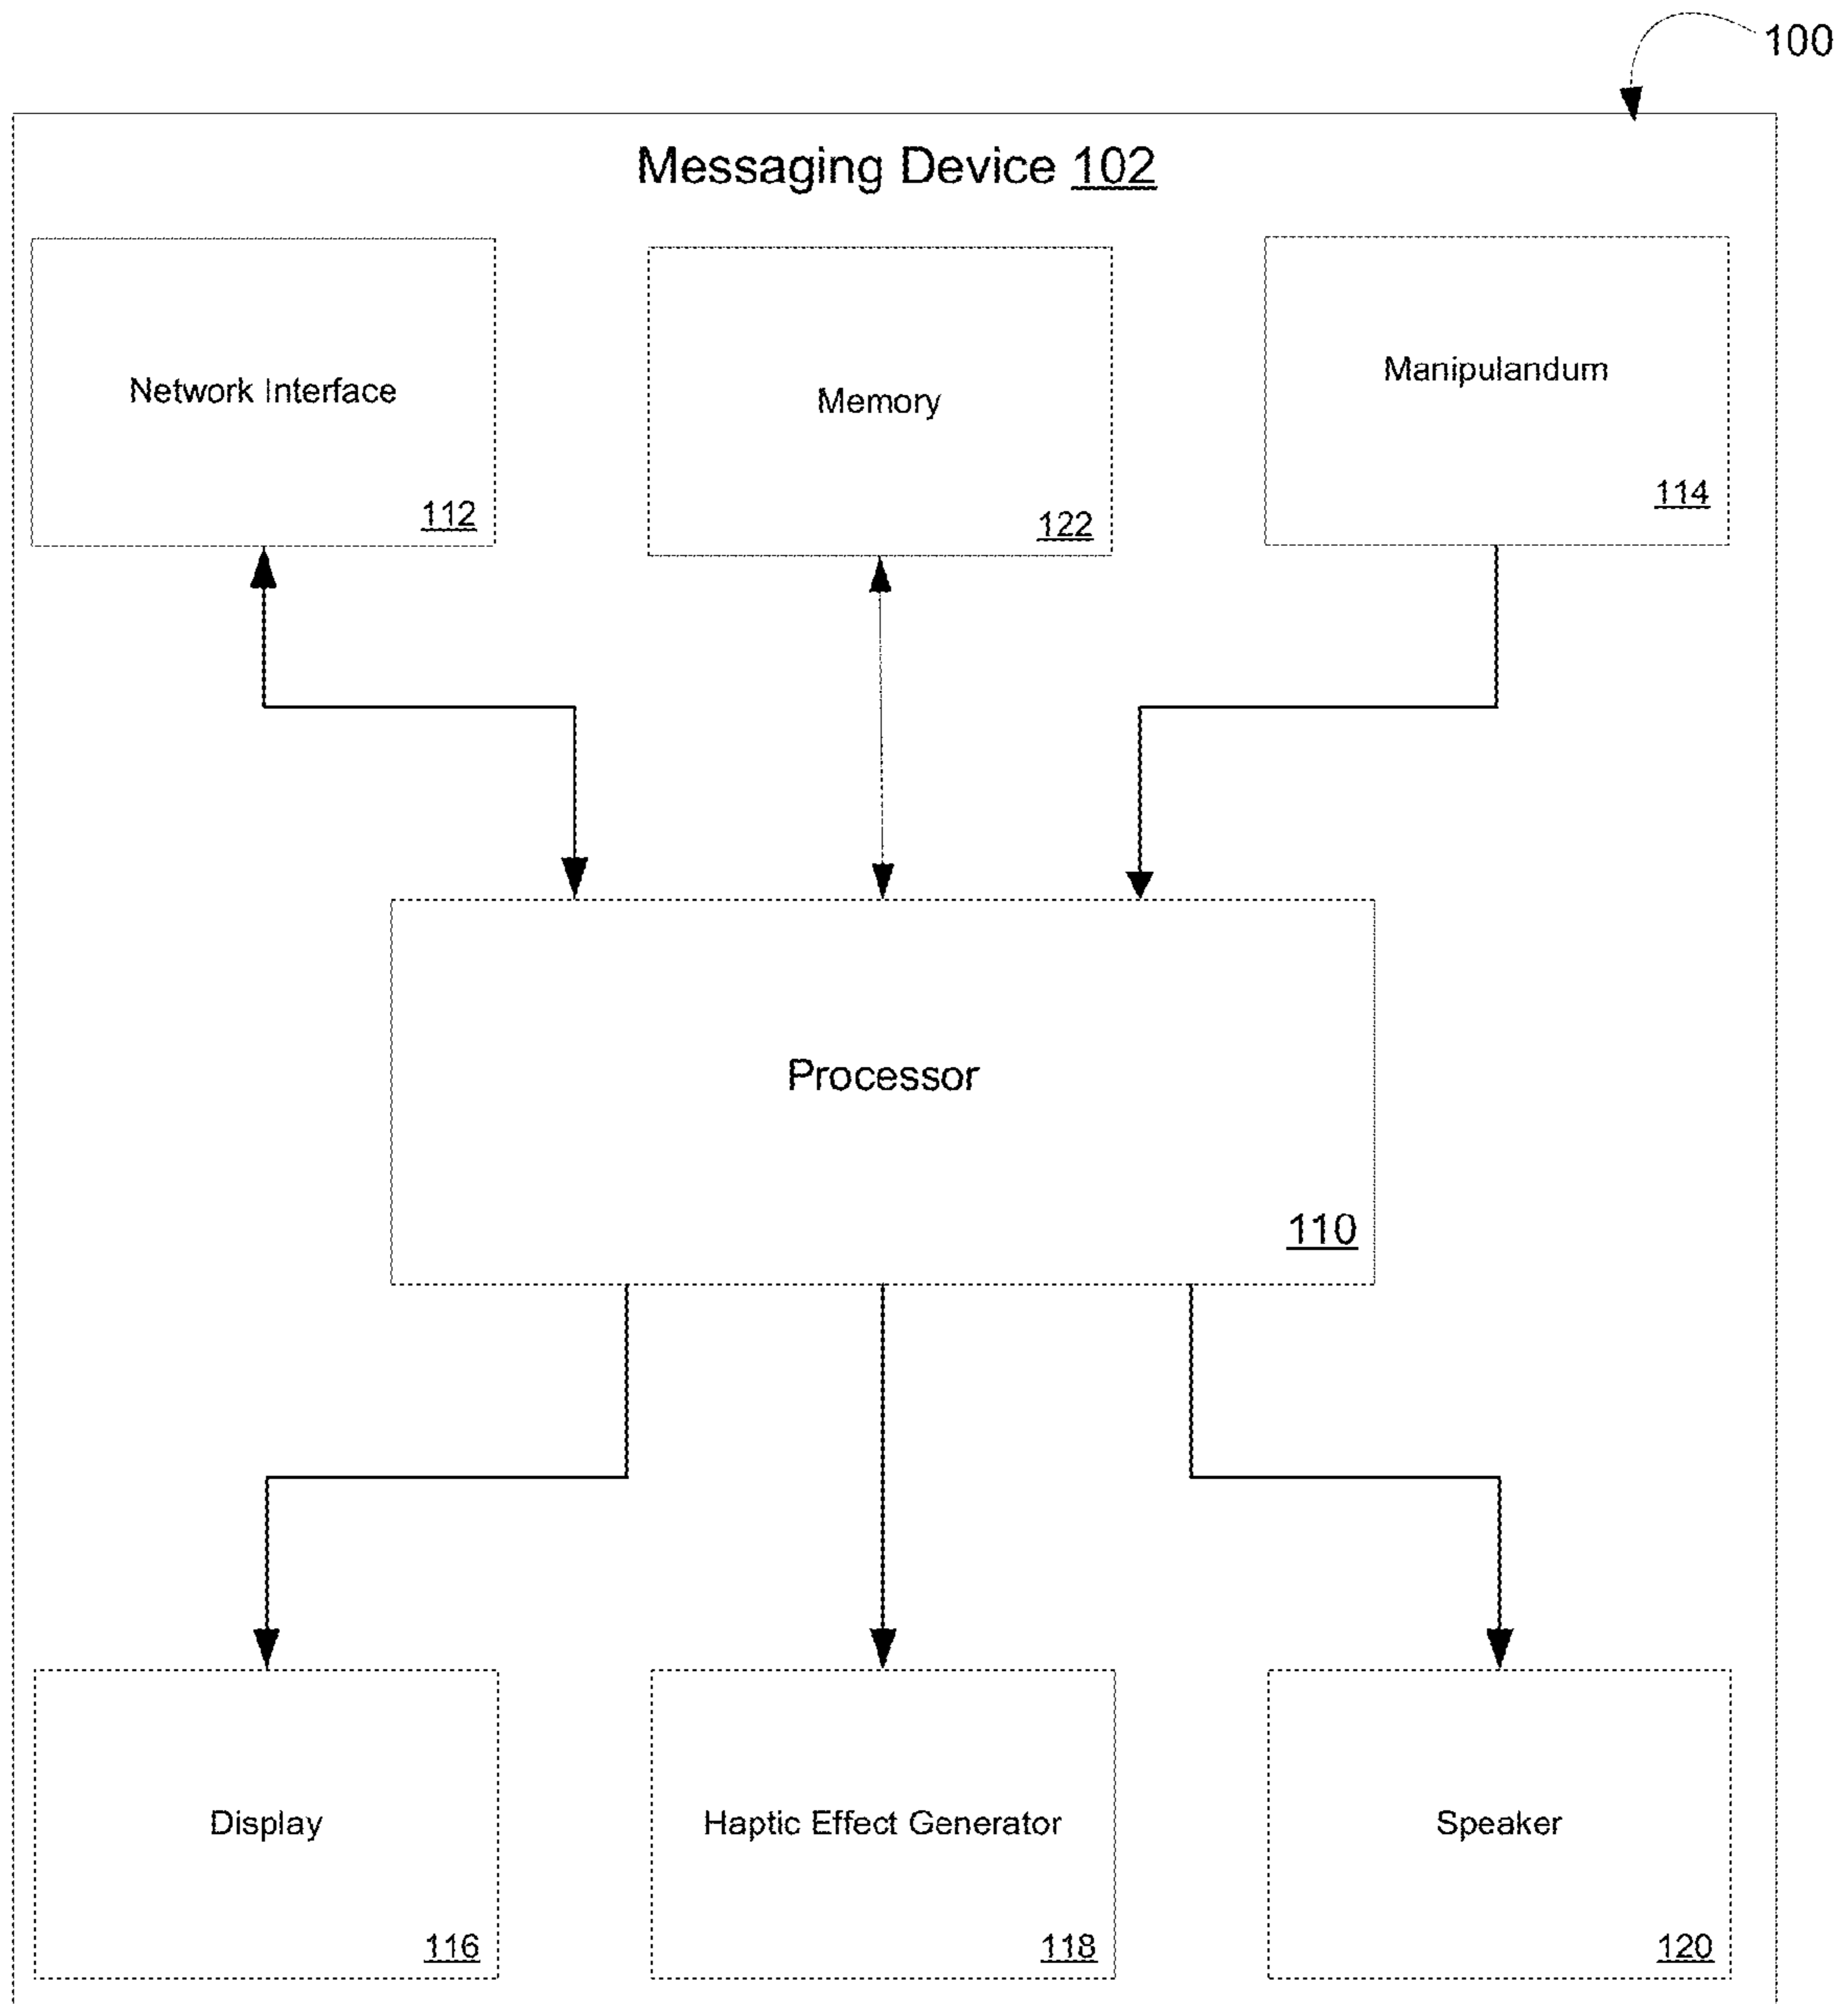 100
Messaging Device 102
Network Interface
112
Memory
122
Manipulandum
114
Processor
110
Display
116
Haptic Effect Generator
118
Speaker
120